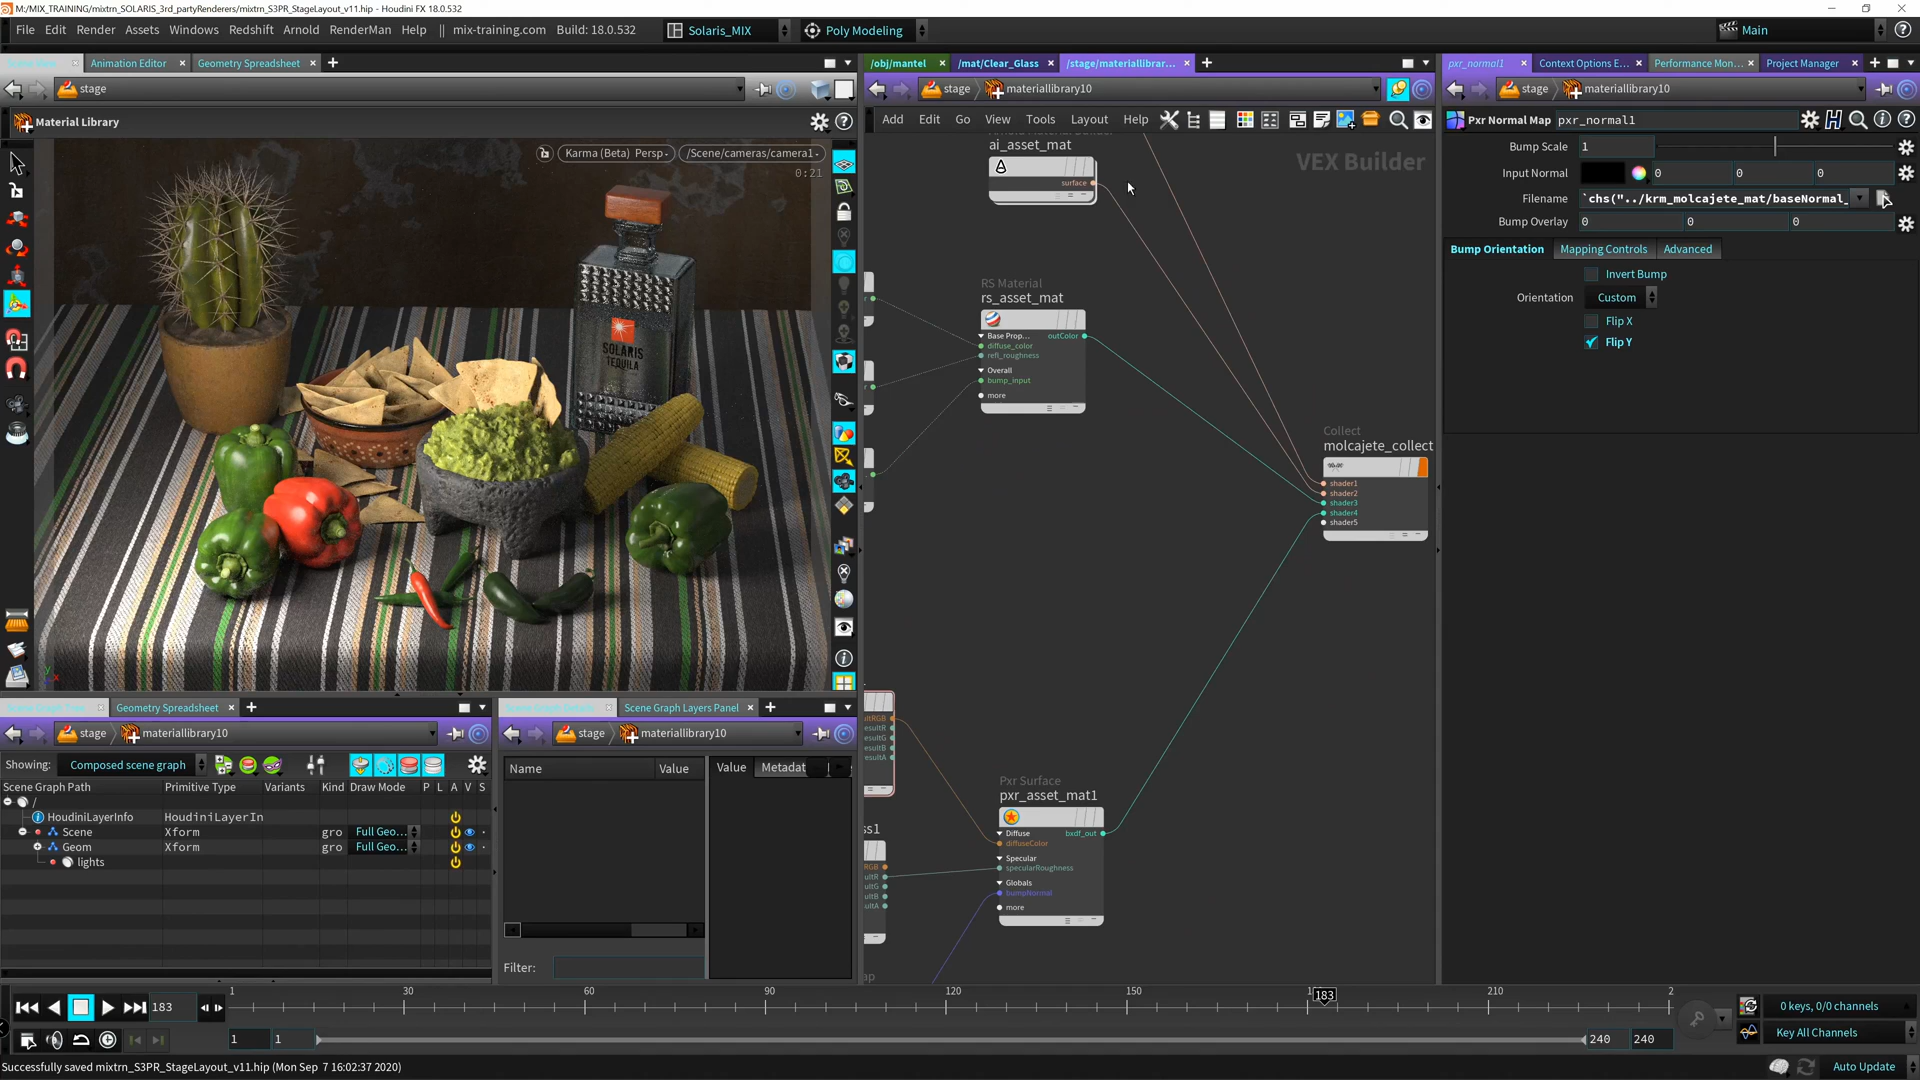 M:/MIX_TRAINING/mixtrn_SOLARIS_3rd_partyRenderers/mixtrn_S3PR_StageLayout_v11.hip - Houdini FX 18.0.532
File Edit Render Assets Windows Redshift Arnold RenderMan Help mix-training.com Build: 18.0.532 Solaris_MIX Poly Modeling Main
Animation Editor Geometry Spreadsheet
stage
Material Library
Karma (Beta) Persp /Scene/cameras/camera1
0:21
SOLARIS
TEQUILA
/obj/mantel /mat/Clear_Glass /stage/materiallibrar...
stage materiallibrary10
Add Edit Go View Tools Layout Help
VEX Builder
ai_asset_mat
surface
RS Material
rs_asset_mat
Base Prop... outColor
diffuse_color
refl_roughness
Overall
bump_input
more
Collect
molcajete_collect
shader1
shader2
shader3
shader4
shader5
Pxr Surface
pxr_asset_mat1
Diffuse bxdf_out
diffuseColor
Specular
specularRoughness
Globals
bumpNormal
more
pxr_normal1 Context Options E... Performance Mon... Project Manager
stage materiallibrary10
Pxr Normal Map pxr_normal1
Bump Scale 1
Input Normal 0 0 0
Filename `chs("../krm_molcajete_mat/baseNormal_
Bump Overlay 0 0 0
Bump Orientation Mapping Controls Advanced
Invert Bump
Orientation Custom
Flip X
Flip Y
Geometry Spreadsheet
stage materiallibrary10
Showing: Composed scene graph
Scene Graph Path Primitive Type Variants Kind Draw Mode P L A V S
/
HoudiniLayerInfo HoudiniLayerIn
Scene Xform gro Full Geo...
Geom Xform gro Full Geo...
lights
Scene Graph Layers Panel
stage materiallibrary10
Name Value Value Metadat
Filter:
183 1 30 60 90 120 150 183 210 2
1 1 240 240
0 keys, 0/0 channels
Key All Channels
Successfully saved mixtrn_S3PR_StageLayout_v11.hip (Mon Sep 7 16:02:37 2020)
Auto Update